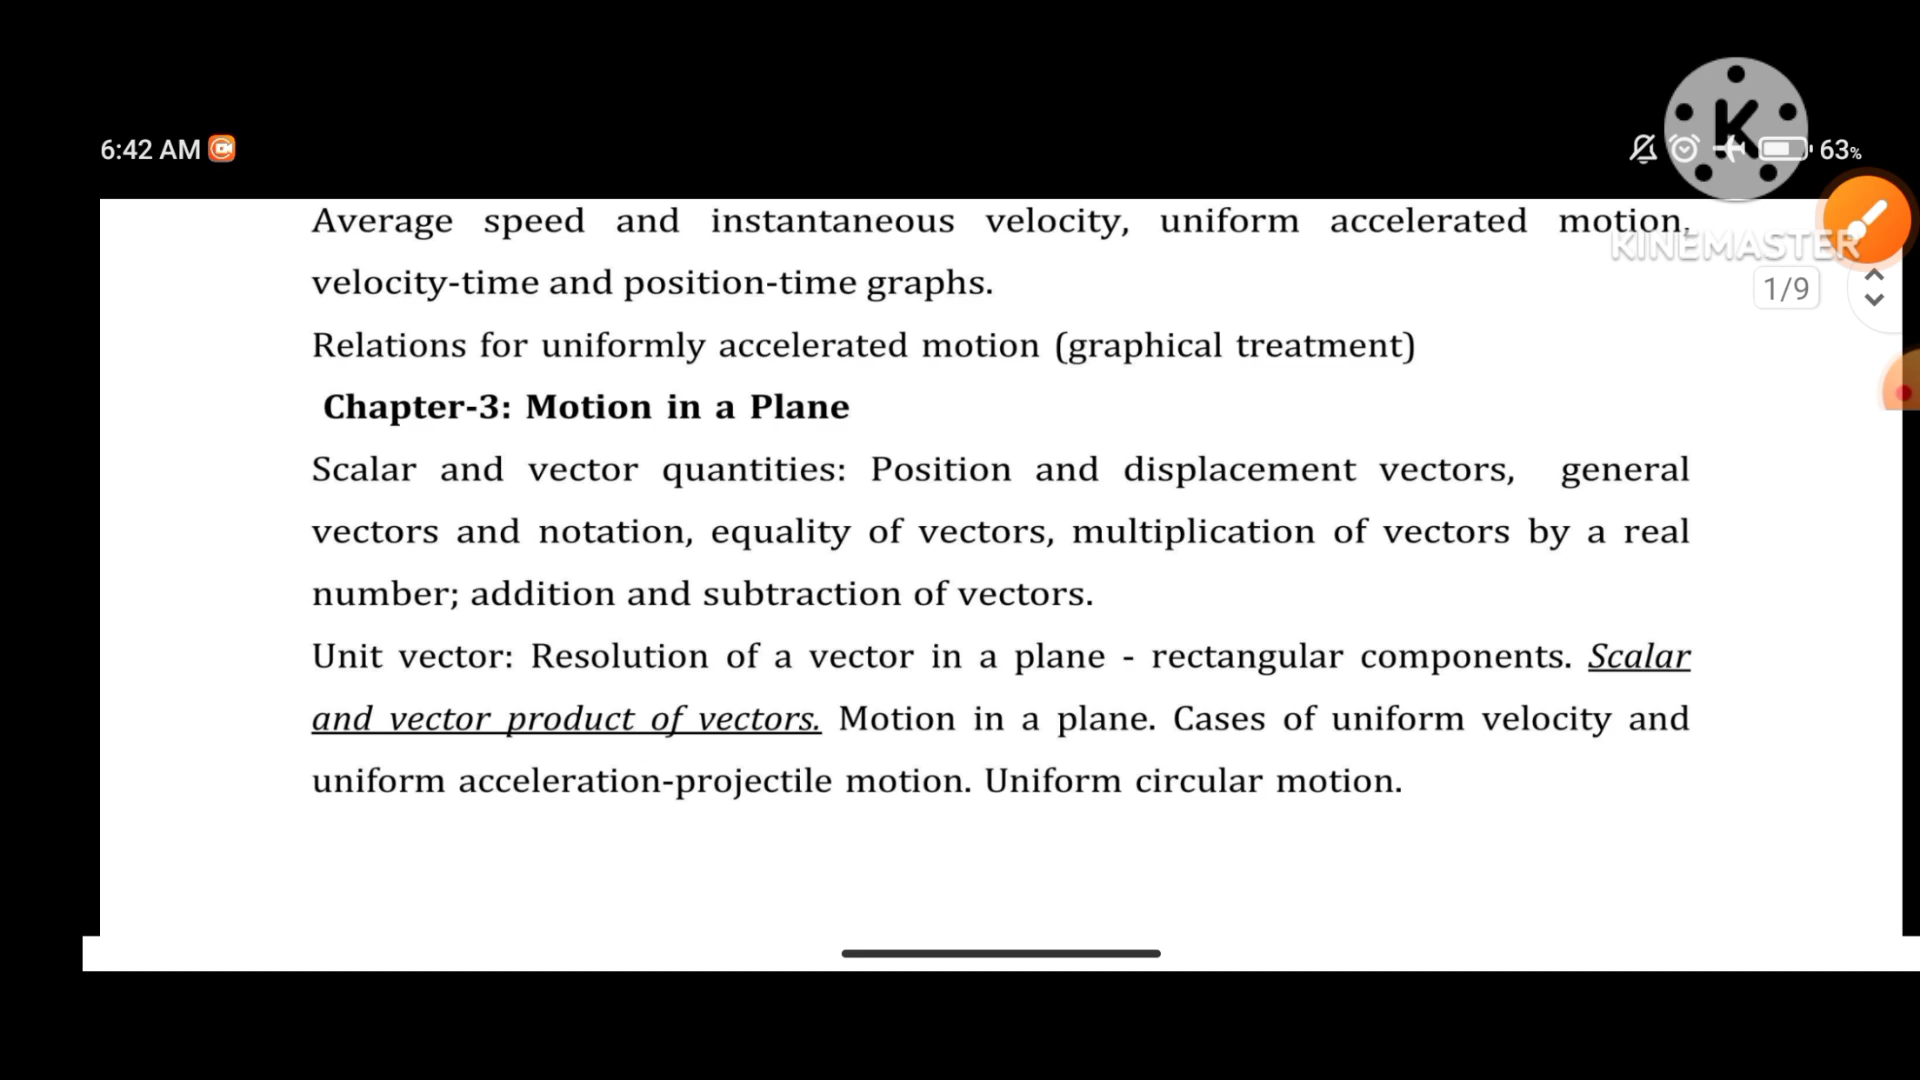 6:42 AM
63%
K
KINEMASTER
1/9
Average speed and instantaneous velocity, uniform accelerated motion,
velocity-time and position-time graphs.
Relations for uniformly accelerated motion (graphical treatment)
Chapter-3: Motion in a Plane
Scalar and vector quantities: Position and displacement vectors, general
vectors and notation, equality of vectors, multiplication of vectors by a real
number; addition and subtraction of vectors.
Unit vector: Resolution of a vector in a plane - rectangular components. Scalar
and vector product of vectors. Motion in a plane. Cases of uniform velocity and
uniform acceleration-projectile motion. Uniform circular motion.